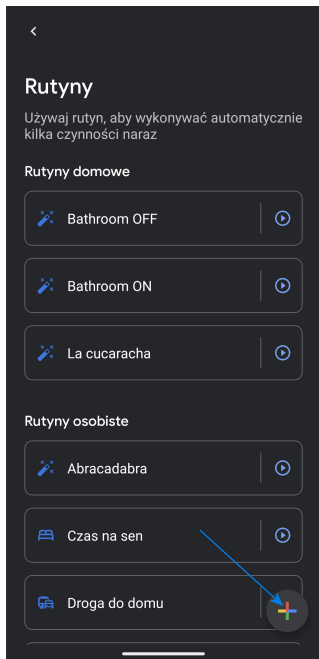 Rutyny
Używaj rutyn, aby wykonywać automatycznie
kilka czynności naraz
Rutyny domowe
Bathroom OFF
Bathroom ON
La cucaracha
Rutyny osobiste
Abracadabra
Czas na sen
Droga do domu